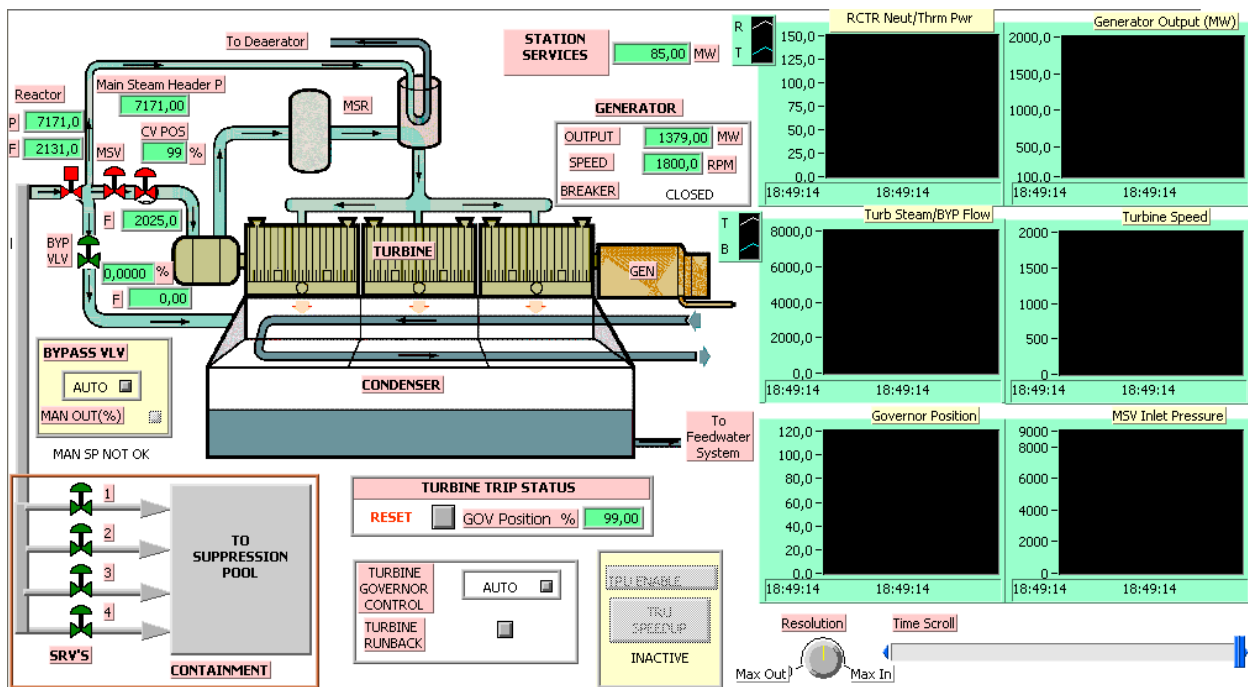 To Deaerator
STATION
SERVICES
85,00 MW
Reactor
Main Steam Header P
7171,00
P 7171,0
F 2131,0
MSV
CV POS
99 %
MSR
F 2025,0
BYP
VLV
0,0000 %
F 0,00
GENERATOR
OUTPUT 1379,00 MW
SPEED 1800,0 RPM
BREAKER CLOSED
TURBINE
GEN
CONDENSER
To
Feedwater
System
BYPASS VLV
AUTO
MAN OUT(%)
MAN SP NOT OK
1
2
3
4
SRV'S
TO
SUPPRESSION
POOL
CONTAINMENT
TURBINE TRIP STATUS
RESET GOV Position % 99,00
TURBINE
GOVERNOR
CONTROL
AUTO
TURBINE
RUNBACK
TRU ENABLE
TRU
SPEEDUP
INACTIVE
R
T
RCTR Neut/Thrm Pwr
150,0
125,0
100,0
75,0
50,0
25,0
0,0
18:49:14 18:49:14
Generator Output (MW)
2000,0
1500,0
1000,0
500,0
100,0
18:49:14 18:49:14
T
B
Turb Steam/BYP Flow
8000,0
6000,0
4000,0
2000,0
0,0
18:49:14 18:49:14
Turbine Speed
2000
1500
1000
500
0
18:49:14 18:49:14
Governor Position
120,0
100,0
80,0
60,0
40,0
20,0
0,0
18:49:14 18:49:14
MSV Inlet Pressure
9000
8000
6000
4000
2000
0
18:49:14 18:49:14
Resolution
Max Out
Max In
Time Scroll